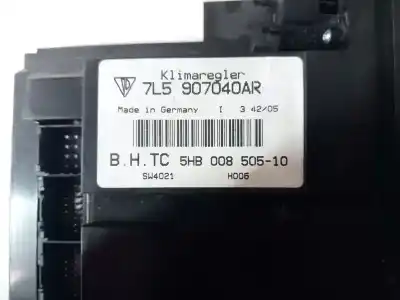 Klimaregler
7L5 907040AR
Made in Germany I 3 42/05
B.H.TC 5HB 008 505-10
SW4021 H006